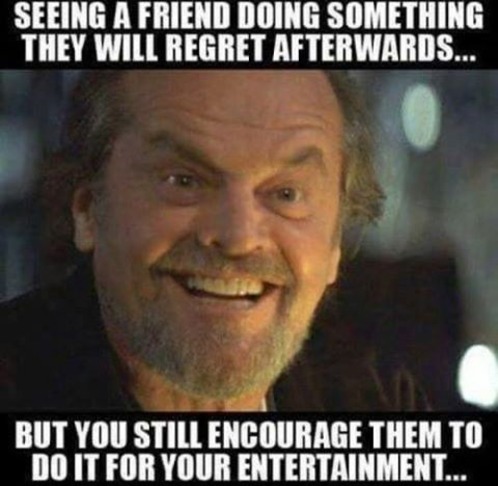 SEEING A FRIEND DOING SOMETHING
THEY WILL REGRET AFTERWARDS...
BUT YOU STILL ENCOURAGE THEM TO
DO IT FOR YOUR ENTERTAINMENT...